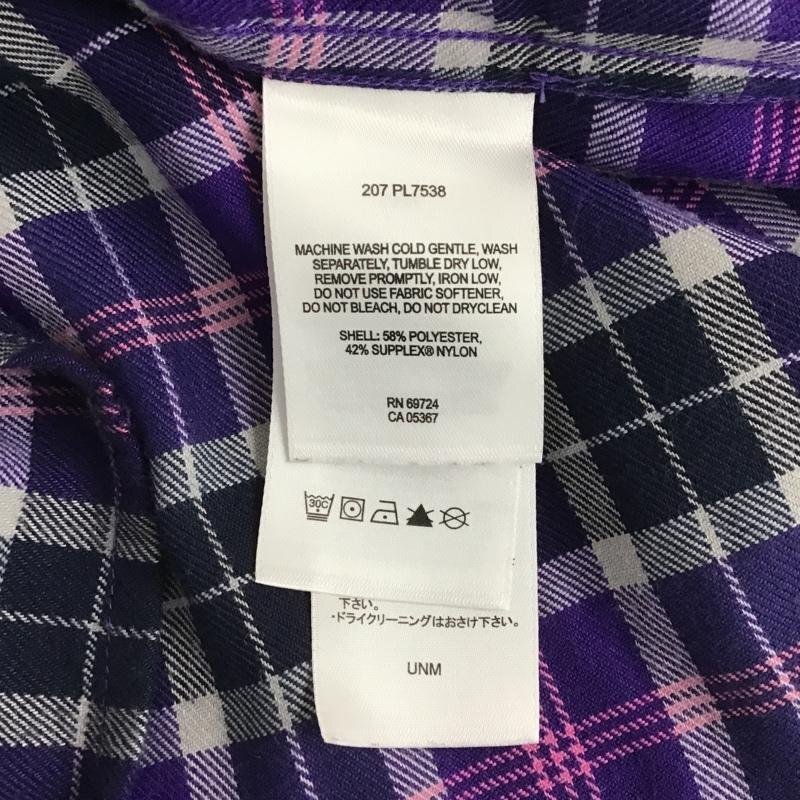 207 PL7538
MACHINE WASH COLD GENTLE, WASH
SEPARATELY, TUMBLE DRY LOW,
REMOVE PROMPTLY, IRON LOW,
DO NOT USE FABRIC SOFTENER,
DO NOT BLEACH, DO NOT DRYCLEAN
SHELL: 58% POLYESTER,
42% SUPPLEX® NYLON
RN 69724
CA 05367
30C
下さい。
・ドライクリーニングはおさけ下さい。
UNM